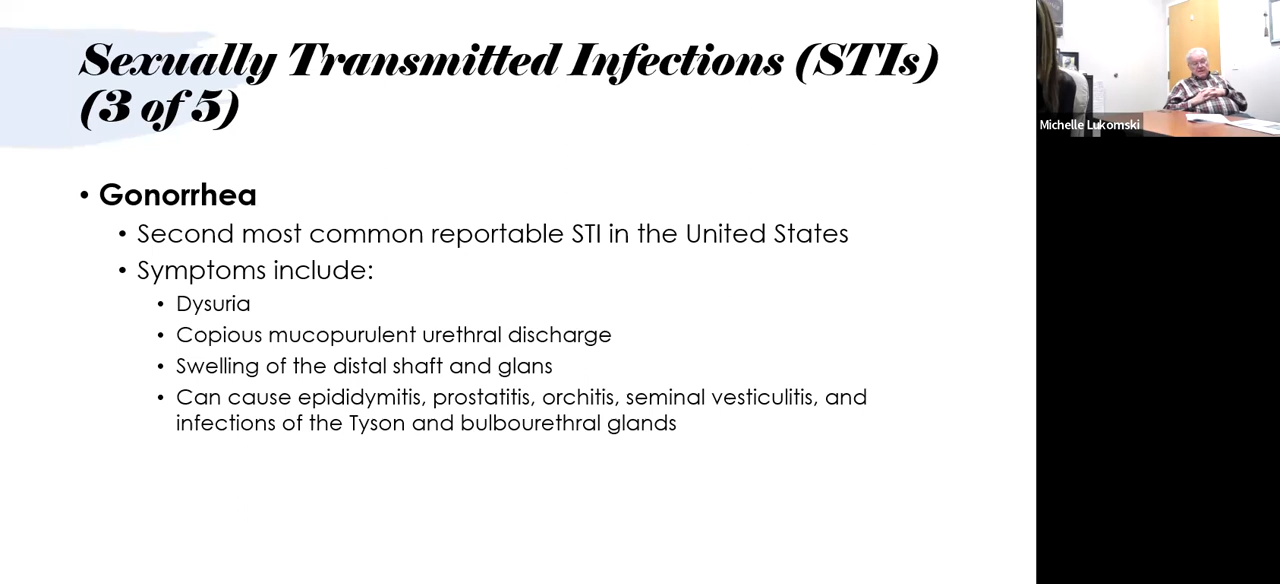 Sexually Transmitted Infections (STIs)
(3 of 5)
• Gonorrhea
• Second most common reportable STI in the United States
• Symptoms include:
• Dysuria
• Copious mucopurulent urethral discharge
• Swelling of the distal shaft and glans
• Can cause epididymitis, prostatitis, orchitis, seminal vesticulitis, and
infections of the Tyson and bulbourethral glands
Michelle Lukomski